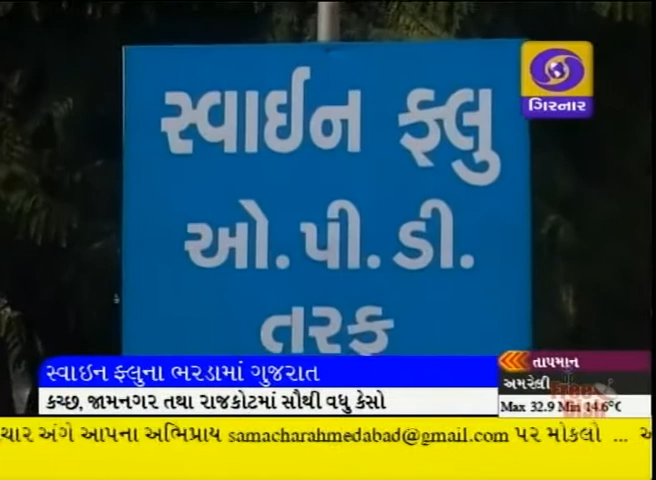 સ્વાઈન ફ્લુ
ગિરનાર
ઓ.પી.ડી.
તરફ
સ્વાઇન ફ્લુના ભરડામાં ગુજરાત
કચ્છ, જામનગર તથા રાજકોટમાં સૌથી વધુ કેસો
તાપમાન
અમરેલી
Max 32.9 Min 14.6°C
ચાર અંગે આપના અભિપ્રાય samacharahmedabad@gmail.com પર મોકલો ... અ